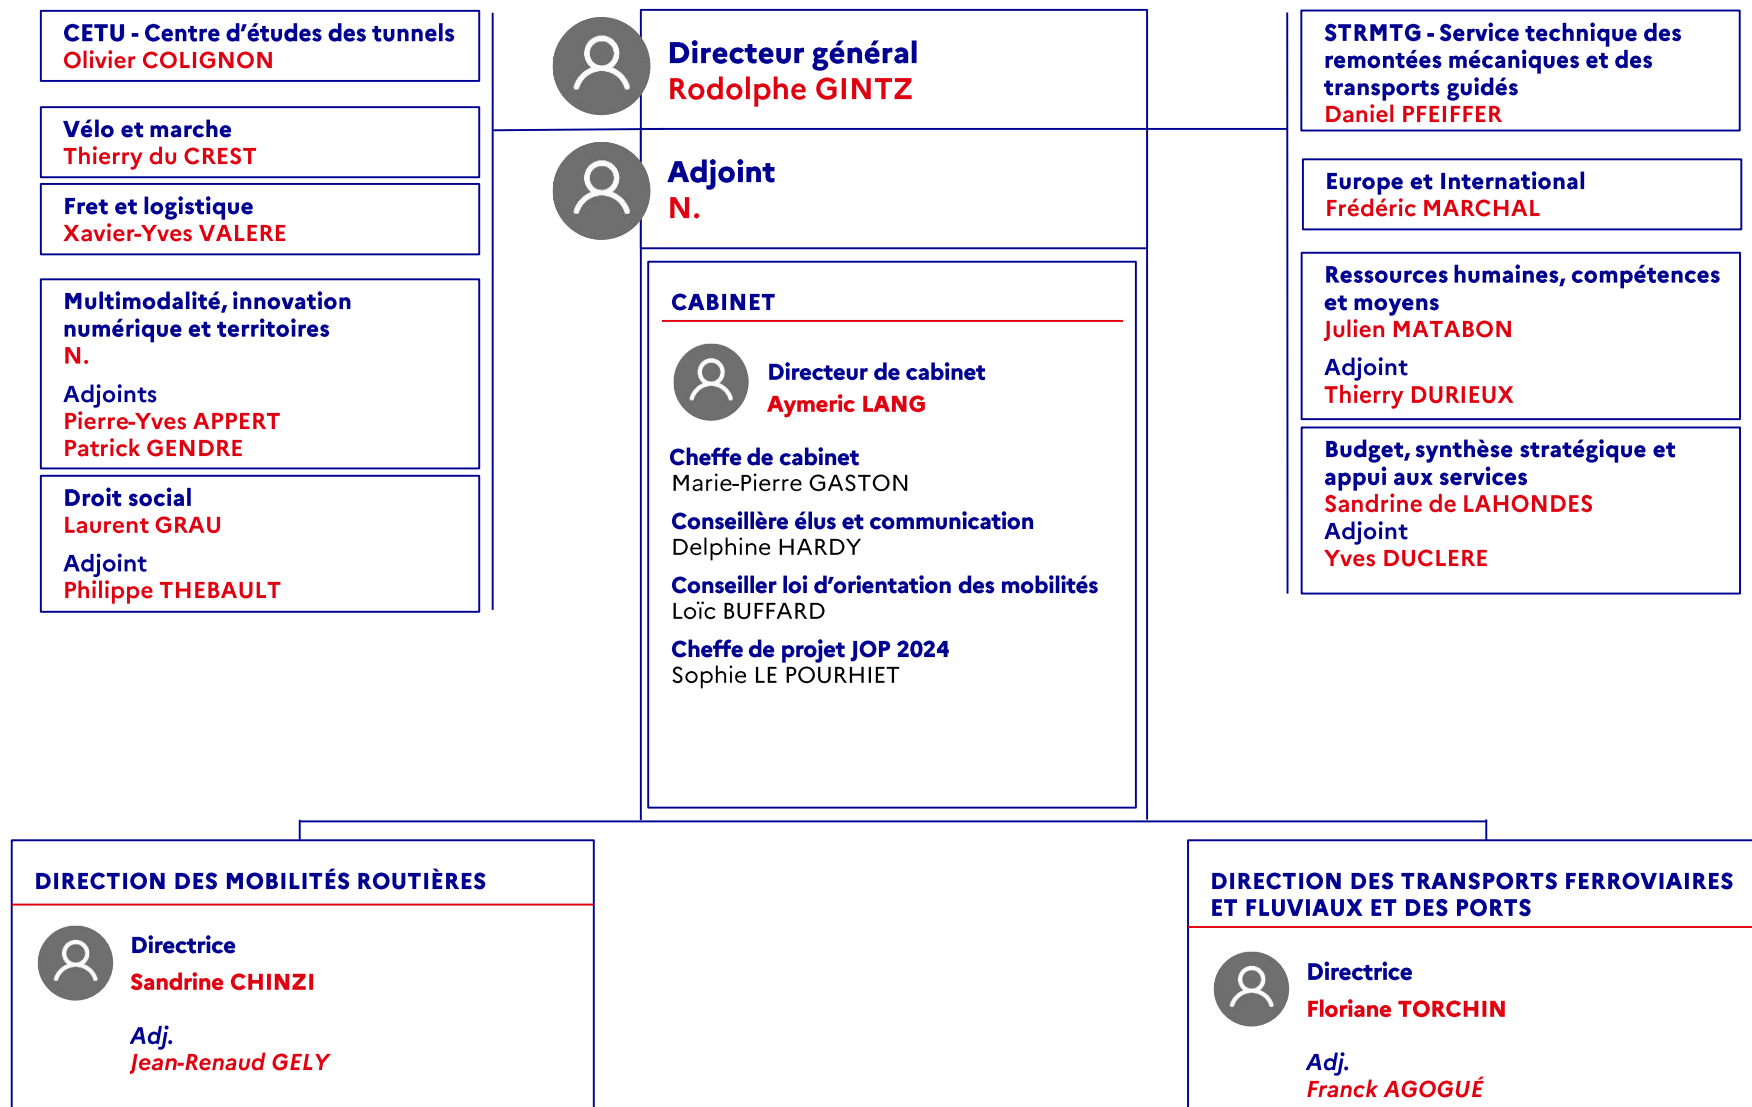 CETU - Centre d'études des tunnels
Olivier COLIGNON
Vélo et marche
Thierry du CREST
Fret et logistique
Xavier-Yves VALERE
Multimodalité, innovation
numérique et territoires
N.
Adjoints
Pierre-Yves APPERT
Patrick GENDRE
Droit social
Laurent GRAU
Adjoint
Philippe THEBAULT
Directeur général
Rodolphe GINTZ
Adjoint
N.
CABINET
Directeur de cabinet
Aymeric LANG
Cheffe de cabinet
Marie-Pierre GASTON
Conseillère élus et communication
Delphine HARDY
Conseiller loi d'orientation des mobilités
Loïc BUFFARD
Cheffe de projet JOP 2024
Sophie LE POURHIET
STRMTG - Service technique des
remontées mécaniques et des
transports guidés
Daniel PFEIFFER
Europe et International
Frédéric MARCHAL
Ressources humaines, compétences
et moyens
Julien MATABON
Adjoint
Thierry DURIEUX
Budget, synthèse stratégique et
appui aux services
Sandrine de LAHONDES
Adjoint
Yves DUCLERE
DIRECTION DES MOBILITÉS ROUTIÈRES
Directrice
Sandrine CHINZI
Adj.
Jean-Renaud GELY
DIRECTION DES TRANSPORTS FERROVIAIRES
ET FLUVIAUX ET DES PORTS
Directrice
Floriane TORCHIN
Adj.
Franck AGOGUÉ